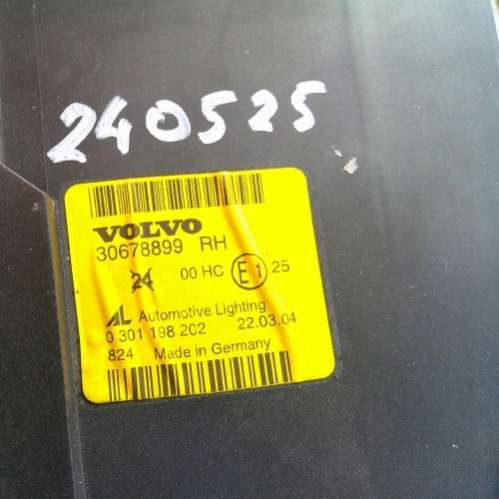 240525
VOLVO
30678899 RH
24 00 HC E1 25
AL Automotive Lighting
0 301 198 202 22.03.04
824 Made in Germany